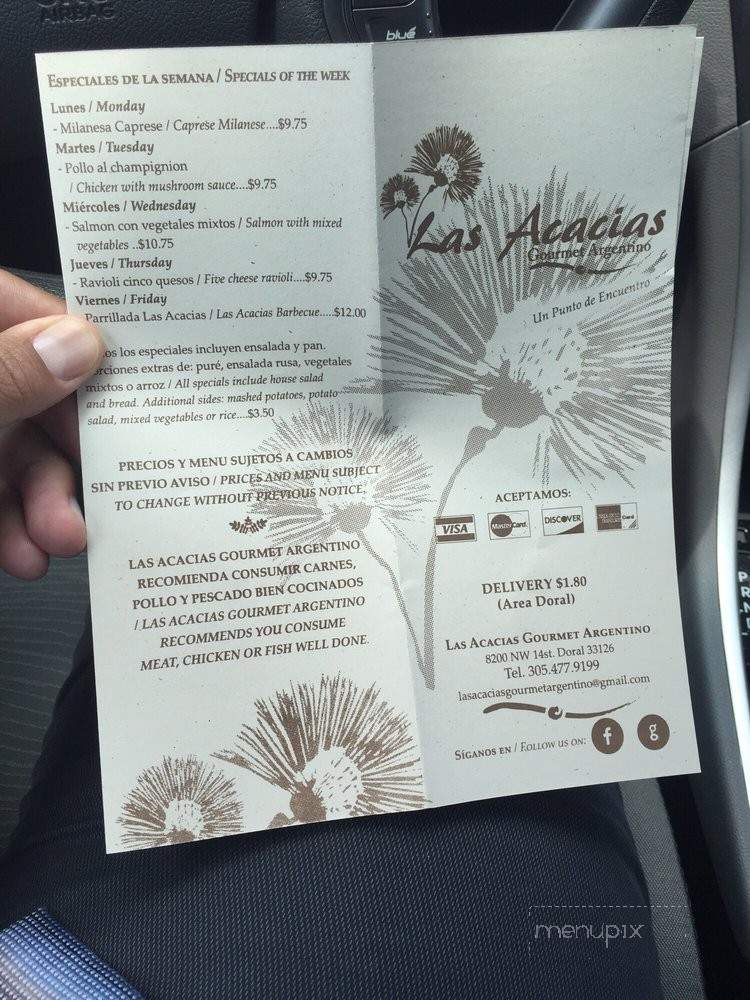 AIRBAG
blue
ESPECIALES DE LA SEMANA / SPECIALS OF THE WEEK
Lunes / Monday
- Milanesa Caprese / Caprese Milanese....$9.75
Martes / Tuesday
- Pollo al champignion
/ Chicken with mushroom sauce....$9.75
Miércoles / Wednesday
- Salmon con vegetales mixtos / Salmon with mixed
vegetables ..$10.75
Jueves / Thursday
- Ravioli cinco quesos / Five cheese ravioli....$9.75
Viernes / Friday
Parrillada Las Acacias / Las Acacias Barbecue.....$12.00
los especiales incluyen ensalada y pan.
extras de: puré, ensalada rusa, vegetales
mixtos o arroz / All specials include house salad
and bread. Additional sides: mashed potatoes, potato
salad, mixed vegetables or rice....$3.50
PRECIOS Y MENU SUJETOS A CAMBIOS
SIN PREVIO AVISO / PRICES AND MENU SUBJECT
TO CHANGE WITHOUT PREVIOUS NOTICE.
LAS ACACIAS GOURMET ARGENTINO
RECOMIENDA CONSUMIR CARNES,
POLLO Y PESCADO BIEN COCINADOS
/ LAS ACACIAS GOURMET ARGENTINO
RECOMMENDS YOU CONSUME
MEAT, CHICKEN OR FISH WELL DONE.
Las Acacias
Gourmet Argentino
Un Punto de Encuentro
ACEPTAMOS:
VISA MasterCard DISCOVER
DELIVERY $1.80
(Area Doral)
LAS ACACIAS GOURMET ARGENTINO
8200 NW 14st. Doral 33126
Tel. 305.477.9199
lasacaciasgourmetargentino@gmail.com
SÍGANOS EN / FOLLOW US ON: f g
menupix